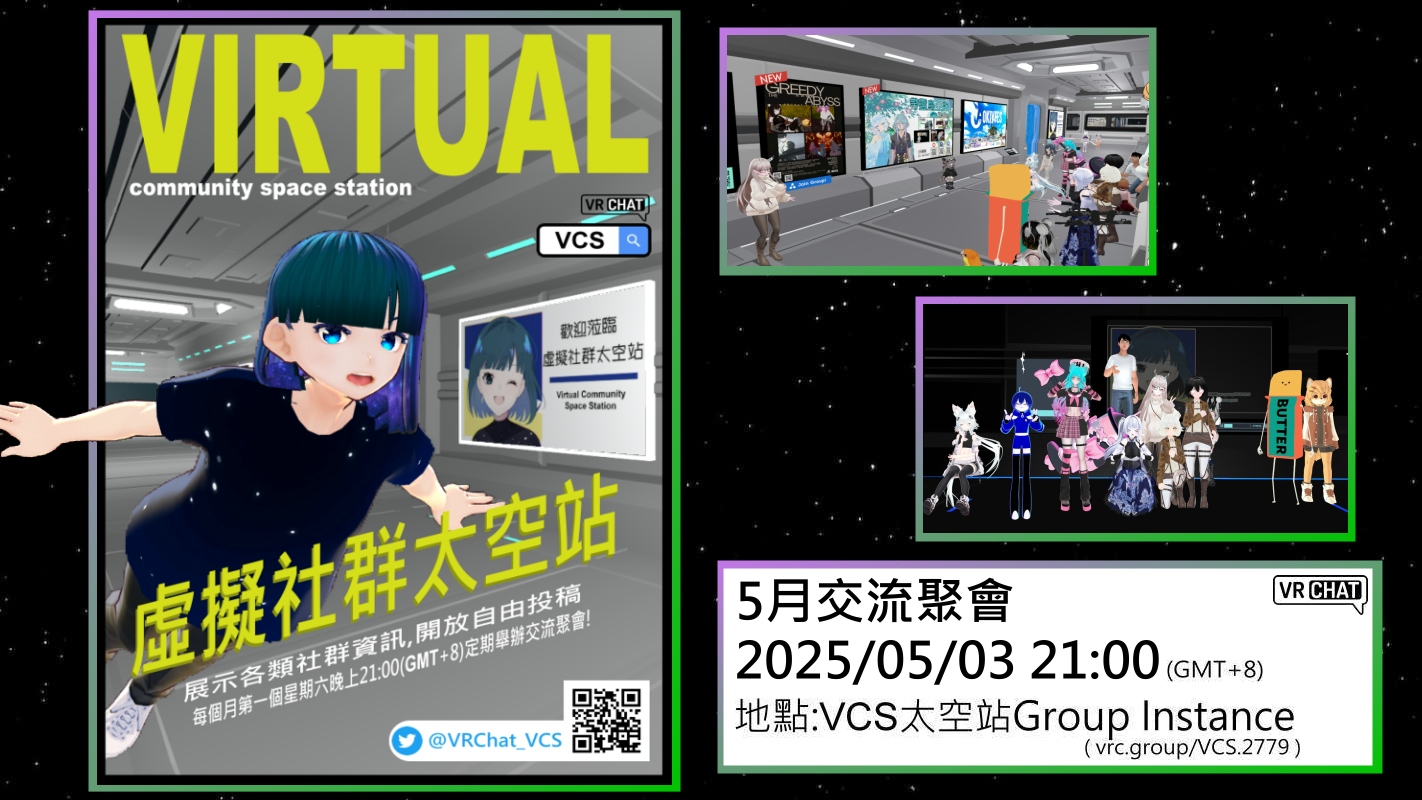 VIRTUAL
community space station
VR CHAT
VCS
歡迎蒞臨
虛擬社群太空站
Virtual Community
Space Station
虛擬社群太空站
展示各類社群資訊,開放自由投稿
每個月第一個星期六晚上21:00(GMT+8)定期舉辦交流聚會!
@VRChat_VCS
NEW
GREEDY
THE
ABYSS
Join Group!
NEW
BUTTER
5月交流聚會
VR CHAT
2025/05/03 21:00 (GMT+8)
地點:VCS太空站Group Instance
( vrc.group/VCS.2779 )